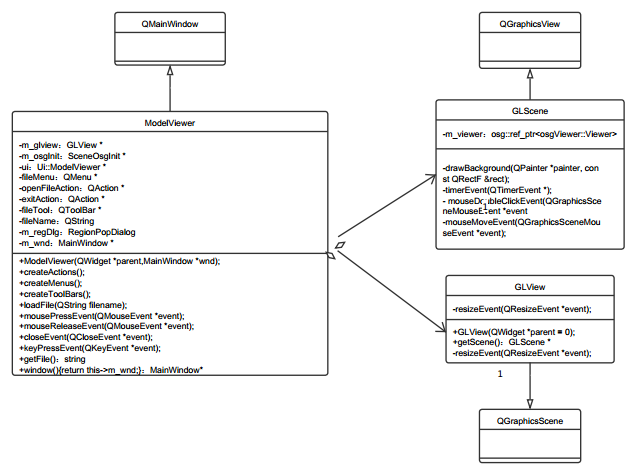 QMainWindow
QGraphicsView
ModelViewer
-m_glview：GLView *
-m_osgInit：SceneOsgInit *
-ui：Ui::ModelViewer *
-fileMenu：QMenu *
-openFileAction：QAction *
-exitAction：QAction *
-fileTool：QToolBar *
-fileName：QString
-m_regDlg：RegionPopDialog
-m_wnd：MainWindow *
+ModelViewer(QWidget *parent,MainWindow *wnd);
+createActions();
+createMenus();
+createToolBars();
+loadFile(QString filename);
+mousePressEvent(QMouseEvent *event);
+mouseReleaseEvent(QMouseEvent *event);
+closeEvent(QCloseEvent *event);
+keyPressEvent(QKeyEvent *event);
+getFile()：string
+window(){return this->m_wnd;}：MainWindow*
GLScene
-m_viewer：osg::ref_ptr<osgViewer::Viewer>
-drawBackground(QPainter *painter, con
st QRectF &rect);
-timerEvent(QTimerEvent *);
- mouseDoubleClickEvent(QGraphicsSce
neMouseEvent *event
-mouseMoveEvent(QGraphicsSceneMou
seEvent *event);
GLView
-resizeEvent(QResizeEvent *event);
+GLView(QWidget *parent = 0);
+getScene()：GLScene *
-resizeEvent(QResizeEvent *event);
1
QGraphicsScene